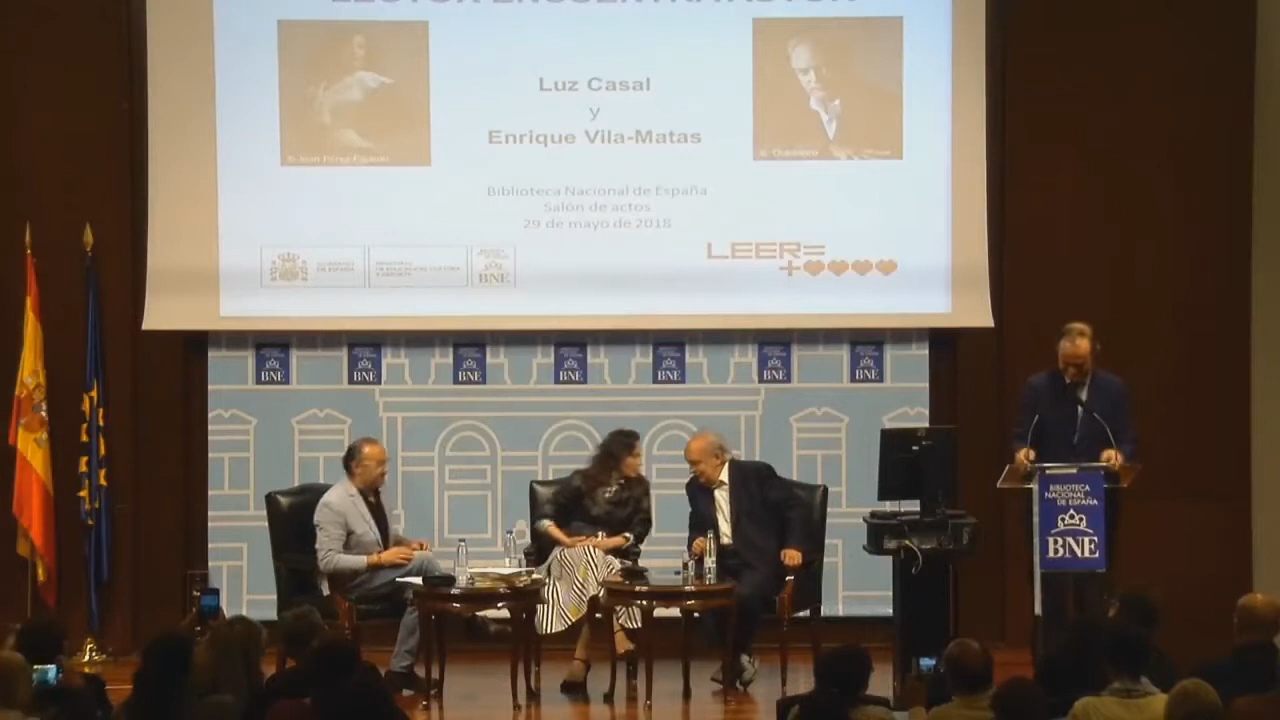 Luz Casal
y
Enrique Vila-Matas
Biblioteca Nacional de España
Salón de actos
29 de mayo de 2018
LEER=
+
BNE
BNE
BNE
BNE
BNE
BNE
BNE
BNE
BIBLIOTECA
NACIONAL
DE ESPAÑA
BNE